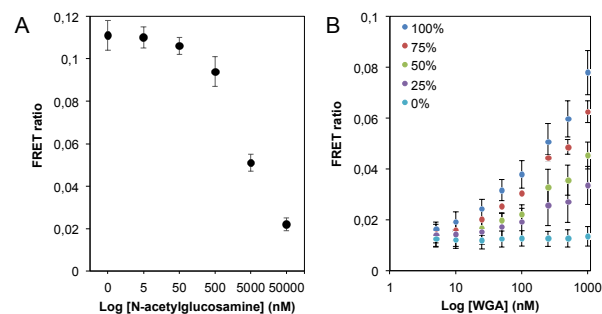 A
0,12
0,1
0,08
0,06
0,04
0,02
0
FRET ratio
0 5 50 500 5000 50000
Log [N-acetylglucosamine] (nM)
B
0,1
0,08
0,06
0,04
0,02
0
FRET ratio
100%
75%
50%
25%
0%
1 10 100 1000
Log [WGA] (nM)